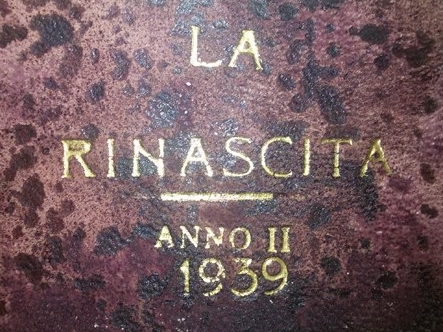 LA
RINASCITA
ANNO II
1939